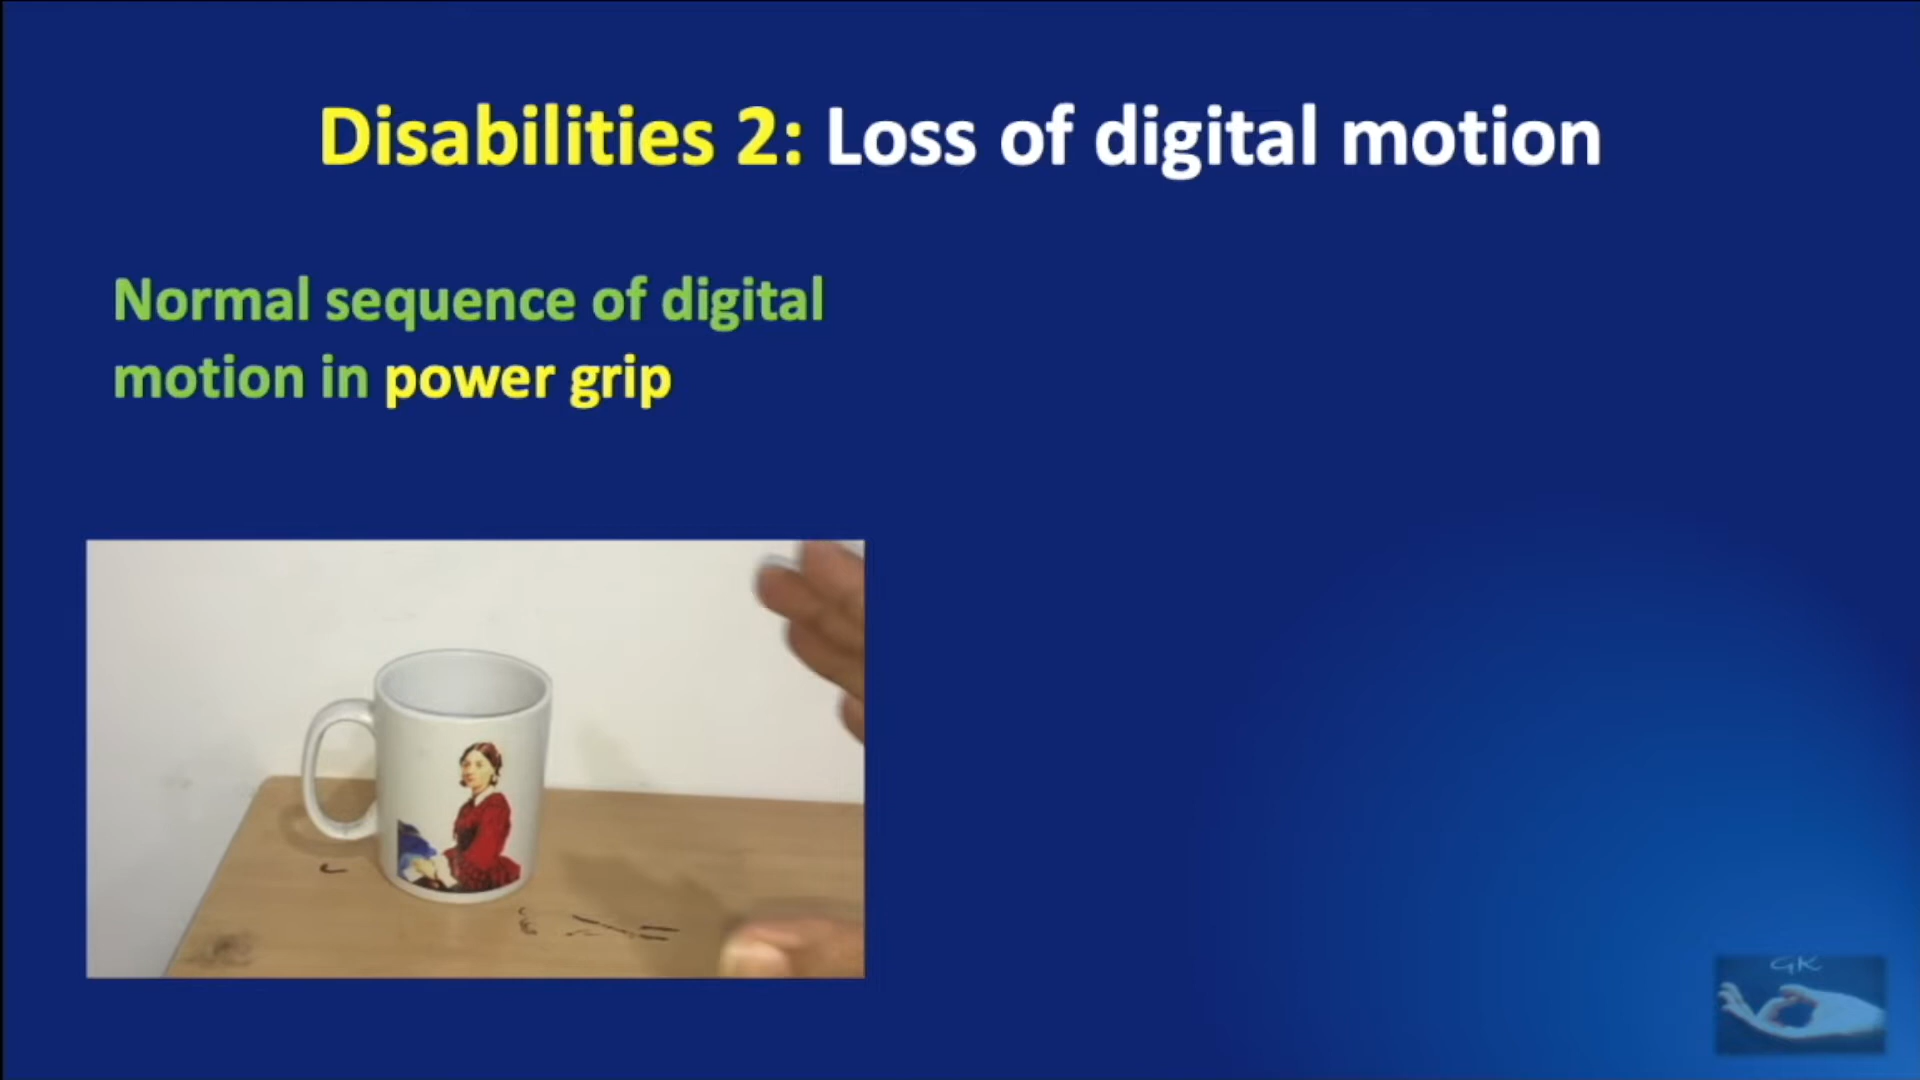 Disabilities 2: Loss of digital motion
Normal sequence of digital
motion in power grip
GK